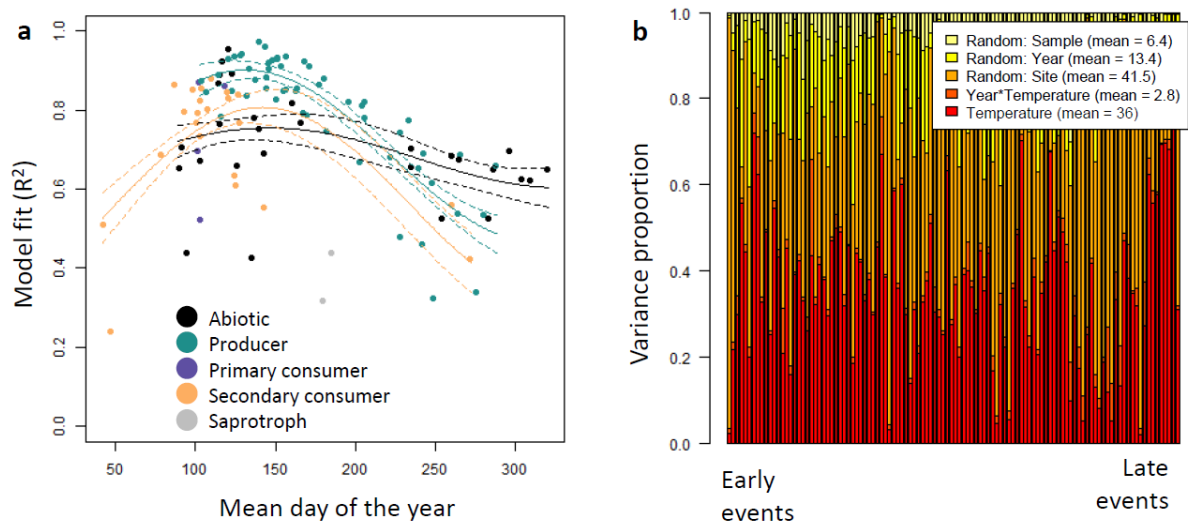 a
Model fit (R²)
0.0
0.2
0.4
0.6
0.8
1.0
Abiotic
Producer
Primary consumer
Secondary consumer
Saprotroph
50
100
150
200
250
300
Mean day of the year
b
Variance proportion
0.0
0.2
0.4
0.6
0.8
1.0
Random: Sample (mean = 6.4)
Random: Year (mean = 13.4)
Random: Site (mean = 41.5)
Year*Temperature (mean = 2.8)
Temperature (mean = 36)
Early
events
Late
events